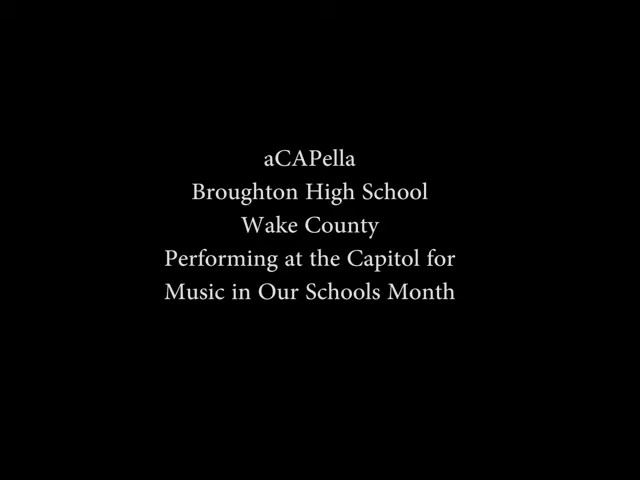 aCAPella
Broughton High School
Wake County
Performing at the Capitol for
Music in Our Schools Month